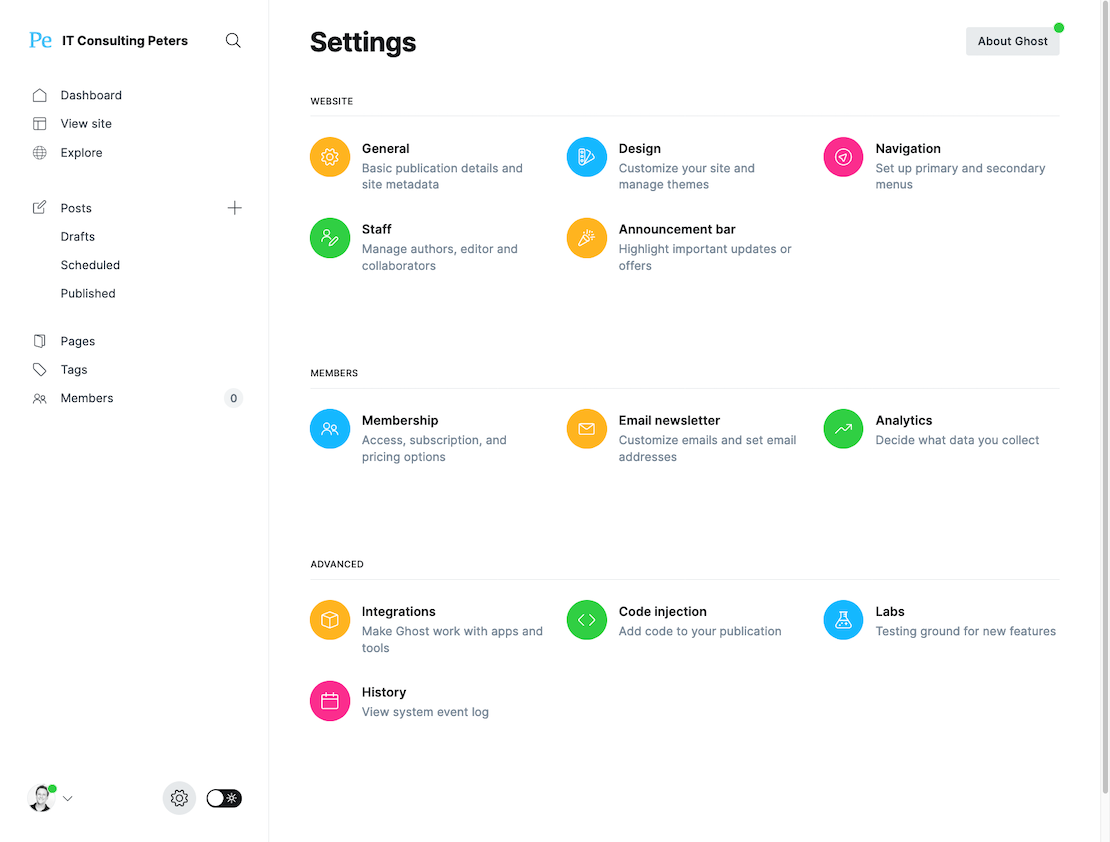 Pe IT Consulting Peters
Dashboard
View site
Explore
Posts
Drafts
Scheduled
Published
Pages
Tags
Members 0
Settings
About Ghost
WEBSITE
General
Basic publication details and
site metadata
Design
Customize your site and
manage themes
Navigation
Set up primary and secondary
menus
Staff
Manage authors, editor and
collaborators
Announcement bar
Highlight important updates or
offers
MEMBERS
Membership
Access, subscription, and
pricing options
Email newsletter
Customize emails and set email
addresses
Analytics
Decide what data you collect
ADVANCED
Integrations
Make Ghost work with apps and
tools
Code injection
Add code to your publication
Labs
Testing ground for new features
History
View system event log